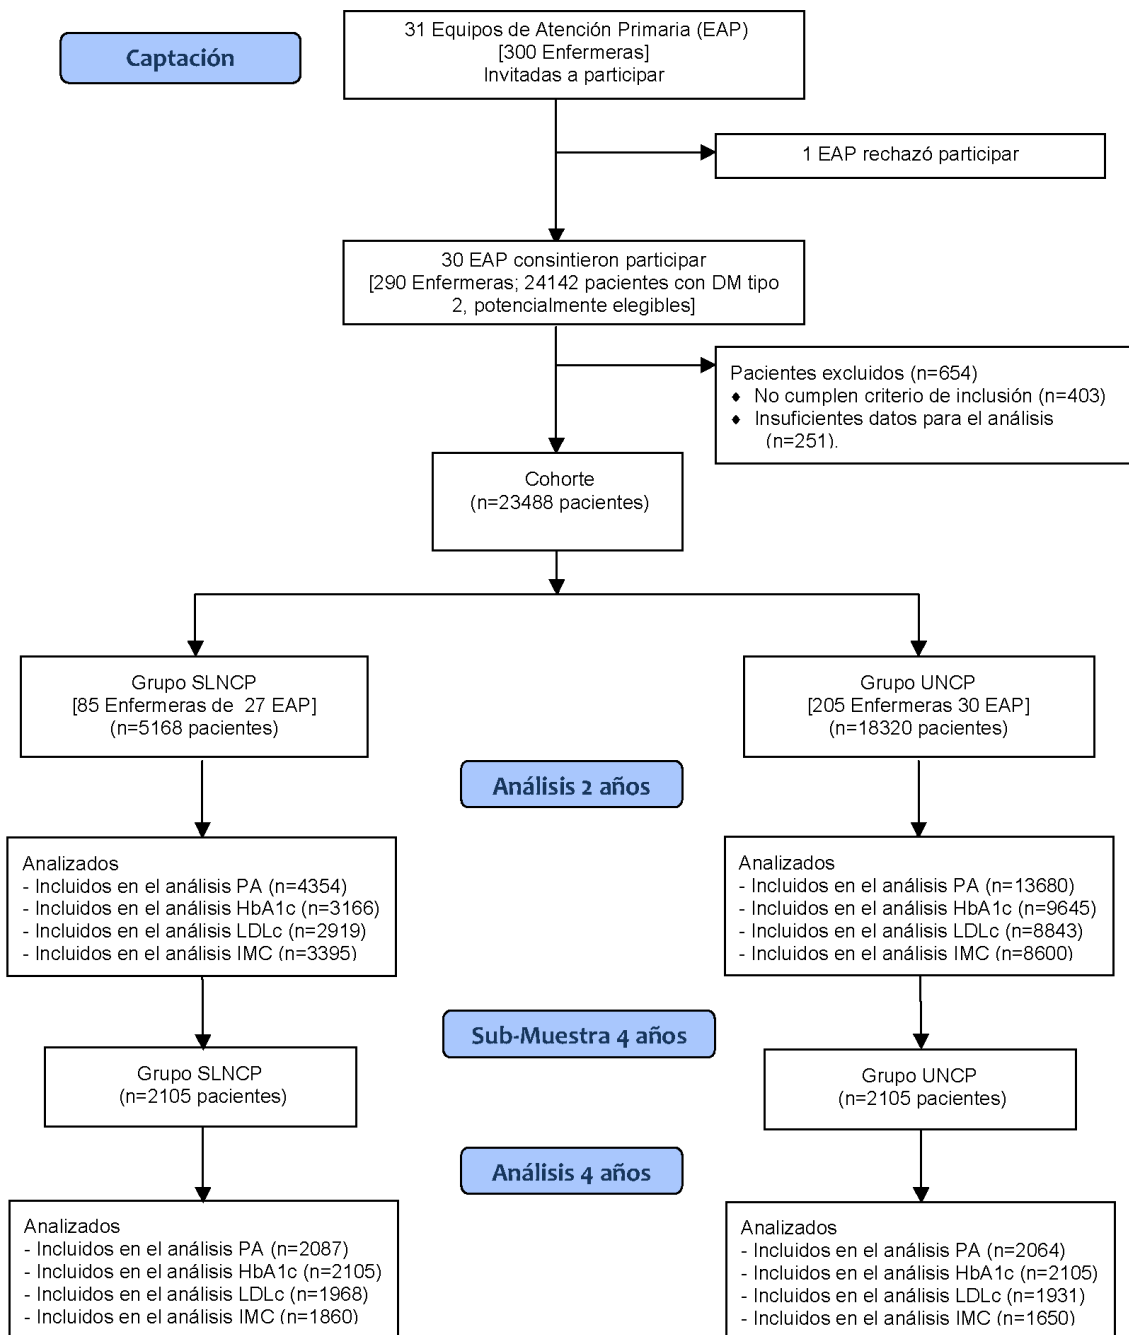 Captación
31 Equipos de Atención Primaria (EAP)
[300 Enfermeras]
Invitadas a participar
1 EAP rechazó participar
30 EAP consintieron participar
[290 Enfermeras; 24142 pacientes con DM tipo
2, potencialmente elegibles]
Pacientes excluidos (n=654)
♦ No cumplen criterio de inclusión (n=403)
♦ Insuficientes datos para el análisis
(n=251).
Cohorte
(n=23488 pacientes)
Grupo SLNCP
[85 Enfermeras de 27 EAP]
(n=5168 pacientes)
Grupo UNCP
[205 Enfermeras 30 EAP]
(n=18320 pacientes)
Análisis 2 años
Analizados
- Incluidos en el análisis PA (n=4354)
- Incluidos en el análisis HbA1c (n=3166)
- Incluidos en el análisis LDLc (n=2919)
- Incluidos en el análisis IMC (n=3395)
Analizados
- Incluidos en el análisis PA (n=13680)
- Incluidos en el análisis HbA1c (n=9645)
- Incluidos en el análisis LDLc (n=8843)
- Incluidos en el análisis IMC (n=8600)
Sub-Muestra 4 años
Grupo SLNCP
(n=2105 pacientes)
Grupo UNCP
(n=2105 pacientes)
Análisis 4 años
Analizados
- Incluidos en el análisis PA (n=2087)
- Incluidos en el análisis HbA1c (n=2105)
- Incluidos en el análisis LDLc (n=1968)
- Incluidos en el análisis IMC (n=1860)
Analizados
- Incluidos en el análisis PA (n=2064)
- Incluidos en el análisis HbA1c (n=2105)
- Incluidos en el análisis LDLc (n=1931)
- Incluidos en el análisis IMC (n=1650)